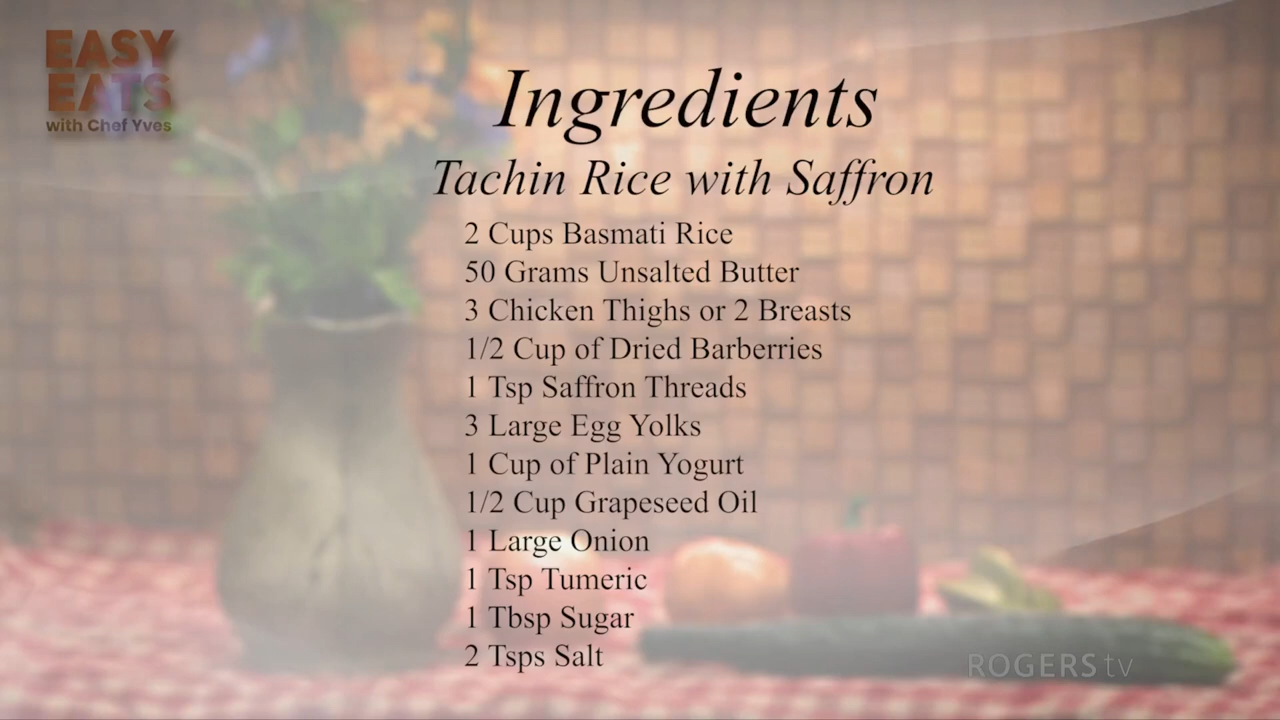 EASY
EATS
with Chef Yves
Ingredients
Tachin Rice with Saffron
2 Cups Basmati Rice
50 Grams Unsalted Butter
3 Chicken Thighs or 2 Breasts
1/2 Cup of Dried Barberries
1 Tsp Saffron Threads
3 Large Egg Yolks
1 Cup of Plain Yogurt
1/2 Cup Grapeseed Oil
1 Large Onion
1 Tsp Tumeric
1 Tbsp Sugar
2 Tsps Salt
ROGERS tv